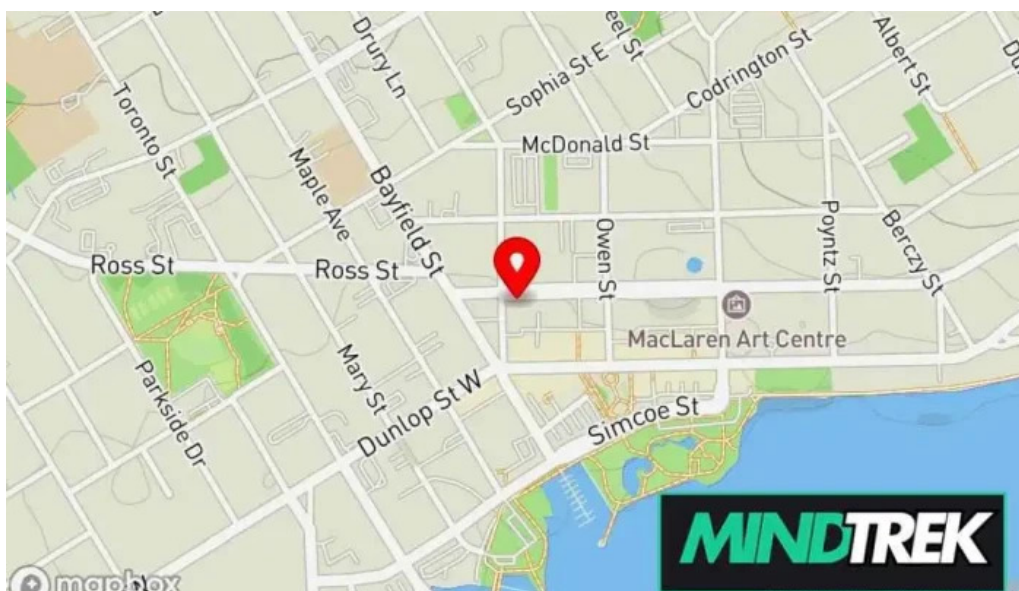 Drury Ln
Sophia St E
Codrington St
Albert St
Toronto St
McDonald St
Maple Ave
Bayfield St
Owen St
Poyntz St
Berczy St
Ross St
Ross St
MacLaren Art Centre
Mary St
Parkside Dr
Dunlop St W
Simcoe St
MINDTREK
mapbox